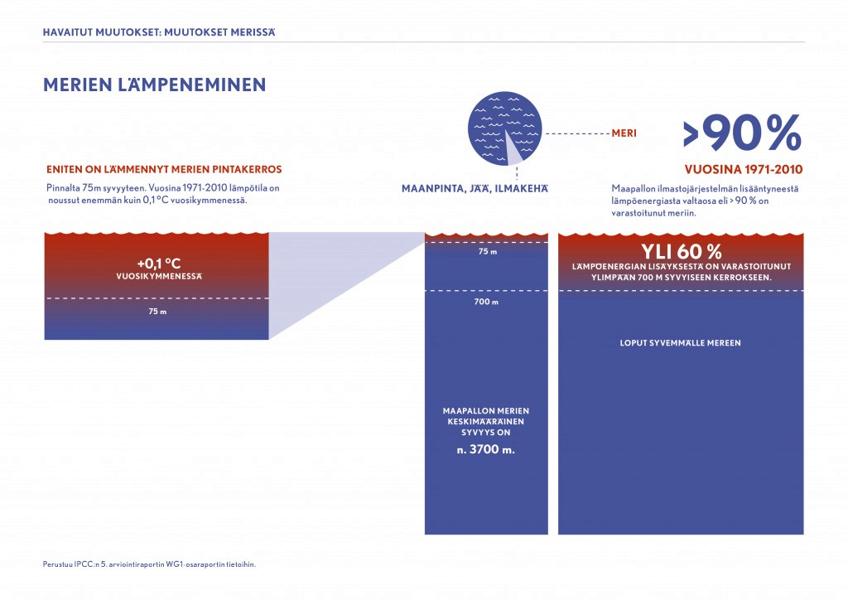 HAVAITUT MUUTOKSET: MUUTOKSET MERISSÄ
MERIEN LÄMPENEMINEN
MERI
>90%
VUOSINA 1971-2010
Maapallon ilmastojärjestelmän lisääntyneestä
lämpöenergiasta valtaosa eli >90 % on
varastoitunut meriin.
MAANPINTA, JÄÄ, ILMAKEHÄ
ENITEN ON LÄMMENNYT MERIEN PINTAKERROS
Pinnalta 75m syvyyteen. Vuosina 1971-2010 lämpötila on
noussut enemmän kuin 0,1 °C vuosikymmenessä.
+0,1 °C
VUOSIKYMMENESSÄ
75 m
75 m
700 m
MAAPALLON MERIEN
KESKIMÄÄRÄINEN
SYVYYS ON
n. 3700 m.
YLI 60 %
LÄMPÖENERGIAN LISÄYKSESTÄ ON VARASTOITUNUT
YLIMPÄÄN 700 M SYVYISEEN KERROKSEEN.
LOPUT SYVEMMÄLLE MEREEN
Perustuu IPCC:n 5. arviointiraportin WG1-osaraportin tietoihin.